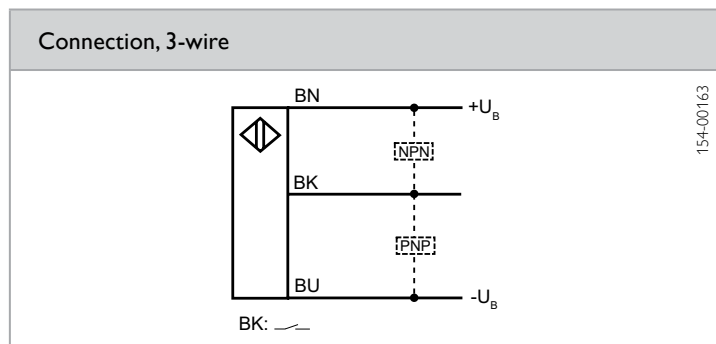 Connection, 3-wire
BN
+U_B
NPN
BK
PNP
BU
-U_B
BK:
154-00163